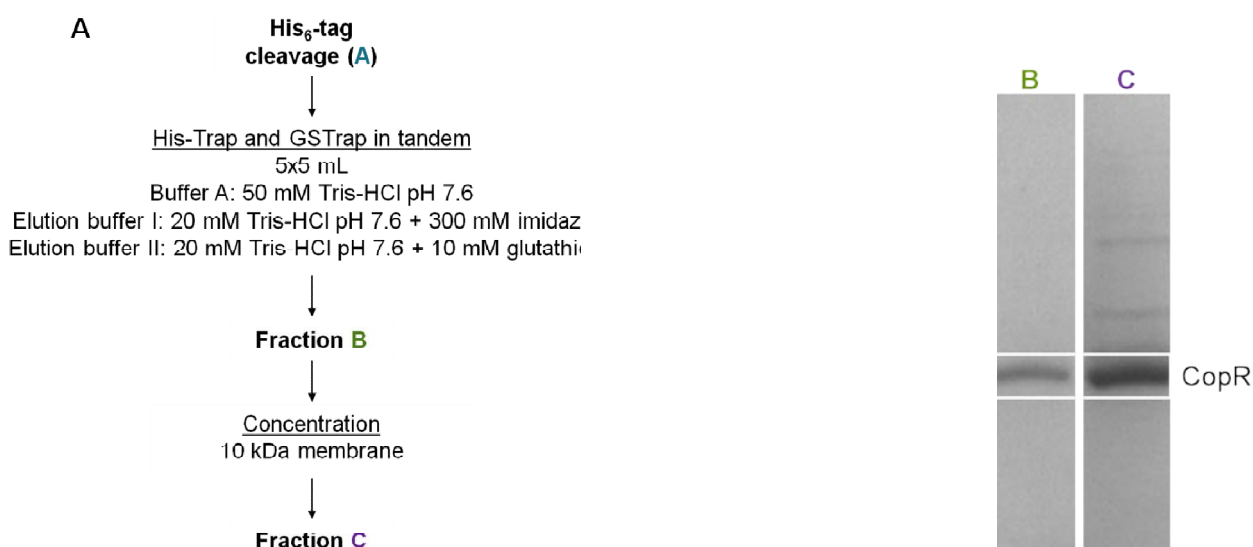 A
His6-tag
cleavage (A)
His-Trap and GSTrap in tandem
5x5 mL
Buffer A: 50 mM Tris-HCl pH 7.6
Elution buffer I: 20 mM Tris-HCl pH 7.6 + 300 mM imidaz
Elution buffer II: 20 mM Tris-HCl pH 7.6 + 10 mM glutathi
Fraction B
Concentration
10 kDa membrane
Fraction C
B C
CopR